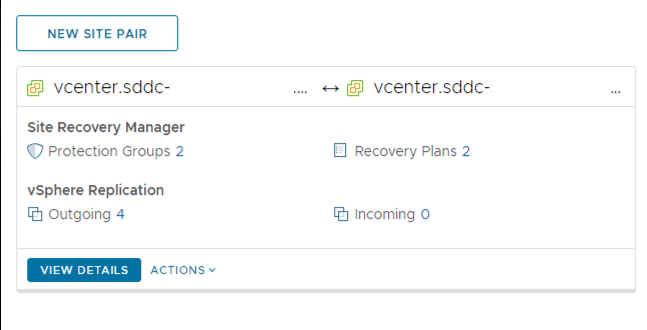 NEW SITE PAIR
vcenter.sddc- .... ↔ vcenter.sddc- ...
Site Recovery Manager
Protection Groups 2 Recovery Plans 2
vSphere Replication
Outgoing 4 Incoming 0
VIEW DETAILS ACTIONS